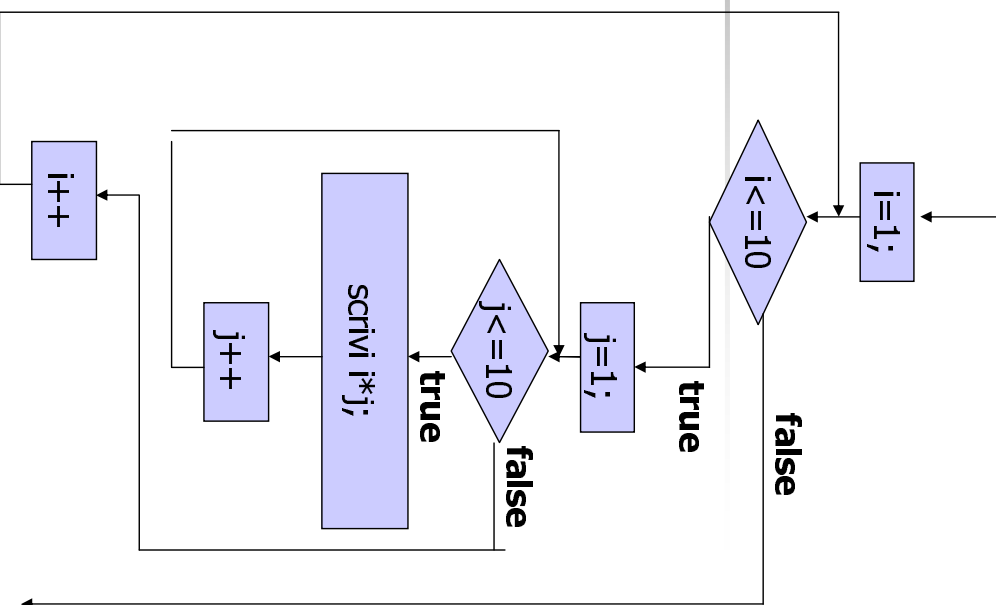 i=1;
i<=10
true
false
j=1;
j<=10
true
false
scrivi i*j;
j++
i++